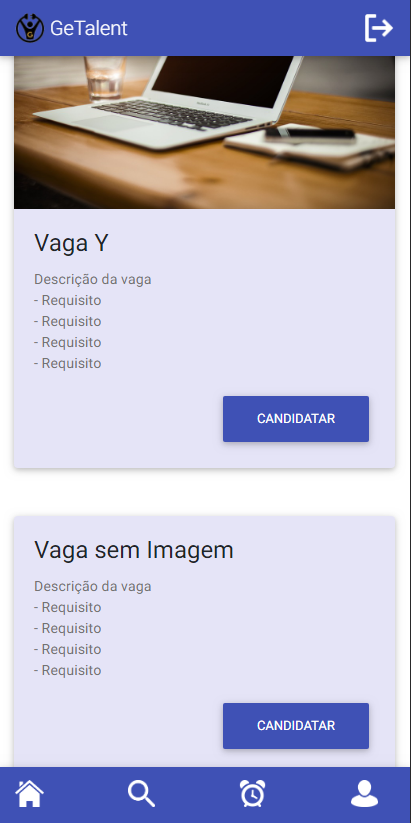 GeTalent
Vaga Y
Descrição da vaga
- Requisito
- Requisito
- Requisito
- Requisito
CANDIDATAR
Vaga sem Imagem
Descrição da vaga
- Requisito
- Requisito
- Requisito
- Requisito
CANDIDATAR